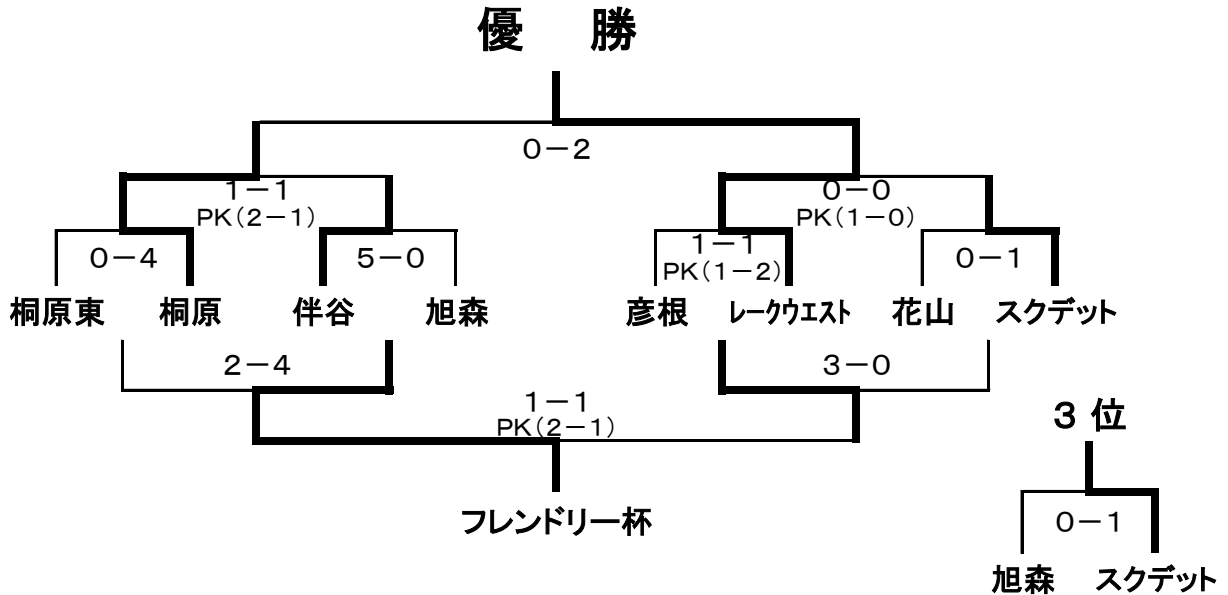 優 勝
0-2
1-1
PK(2-1)
0-0
PK(1-0)
0-4
5-0
1-1
PK(1-2)
0-1
桐原東 桐原 伴谷 旭森 彦根 レークウエスト 花山 スクデット
2-4
3-0
1-1
PK(2-1)
3 位
フレンドリー杯
0-1
旭森 スクデット